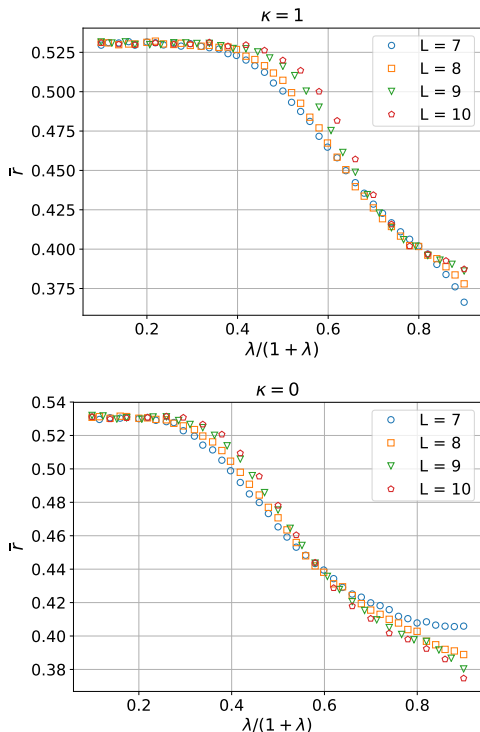 κ = 1
0.525
0.500
0.475
0.450
0.425
0.400
0.375
r̄
L = 7
L = 8
L = 9
L = 10
0.2 0.4 0.6 0.8
λ/(1 + λ)
κ = 0
0.54
0.52
0.50
0.48
0.46
0.44
0.42
0.40
0.38
r̄
L = 7
L = 8
L = 9
L = 10
0.2 0.4 0.6 0.8
λ/(1 + λ)